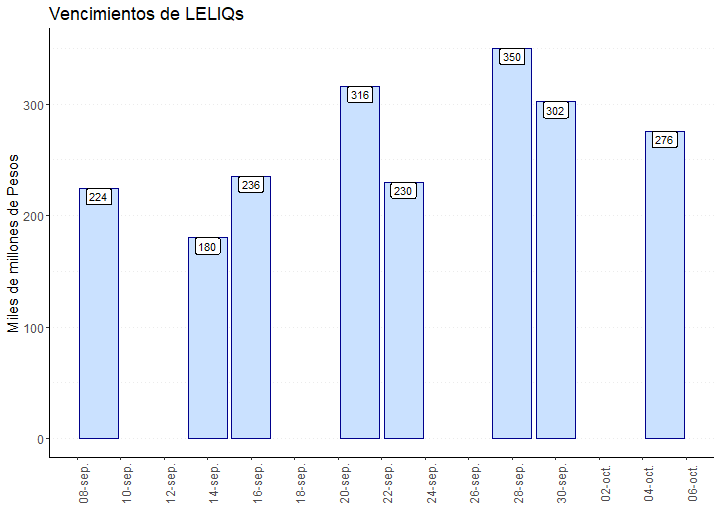 Vencimientos de LELIQs
Miles de millones de Pesos
300
200
100
0
224
180
236
316
230
350
302
276
08-sep.
10-sep.
12-sep.
14-sep.
16-sep.
18-sep.
20-sep.
22-sep.
24-sep.
26-sep.
28-sep.
30-sep.
02-oct.
04-oct.
06-oct.